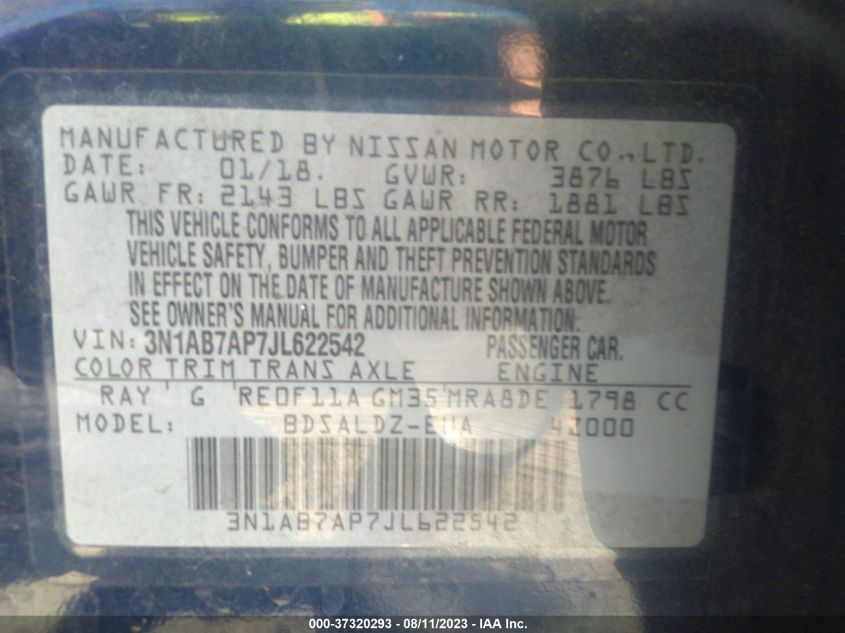 MANUFACTURED BY NISSAN MOTOR CO., LTD.
DATE: 01/18. GVWR: 3876 LBS
GAWR FR: 2143 LBS GAWR RR: 1881 LBS
THIS VEHICLE CONFORMS TO ALL APPLICABLE FEDERAL MOTOR
VEHICLE SAFETY, BUMPER AND THEFT PREVENTION STANDARDS
IN EFFECT ON THE DATE OF MANUFACTURE SHOWN ABOVE.
SEE OWNER'S MANUAL FOR ADDITIONAL INFORMATION.
VIN: 3N1AB7AP7JL622542 PASSENGER CAR.
COLOR TRIM TRANS AXLE ENGINE
RAY G RE0F11A GM35 MRA8DE 1798 CC
MODEL: 4Z000
3N1AB7AP7JL622542
000-37320293 - 08/11/2023 - IAA Inc.